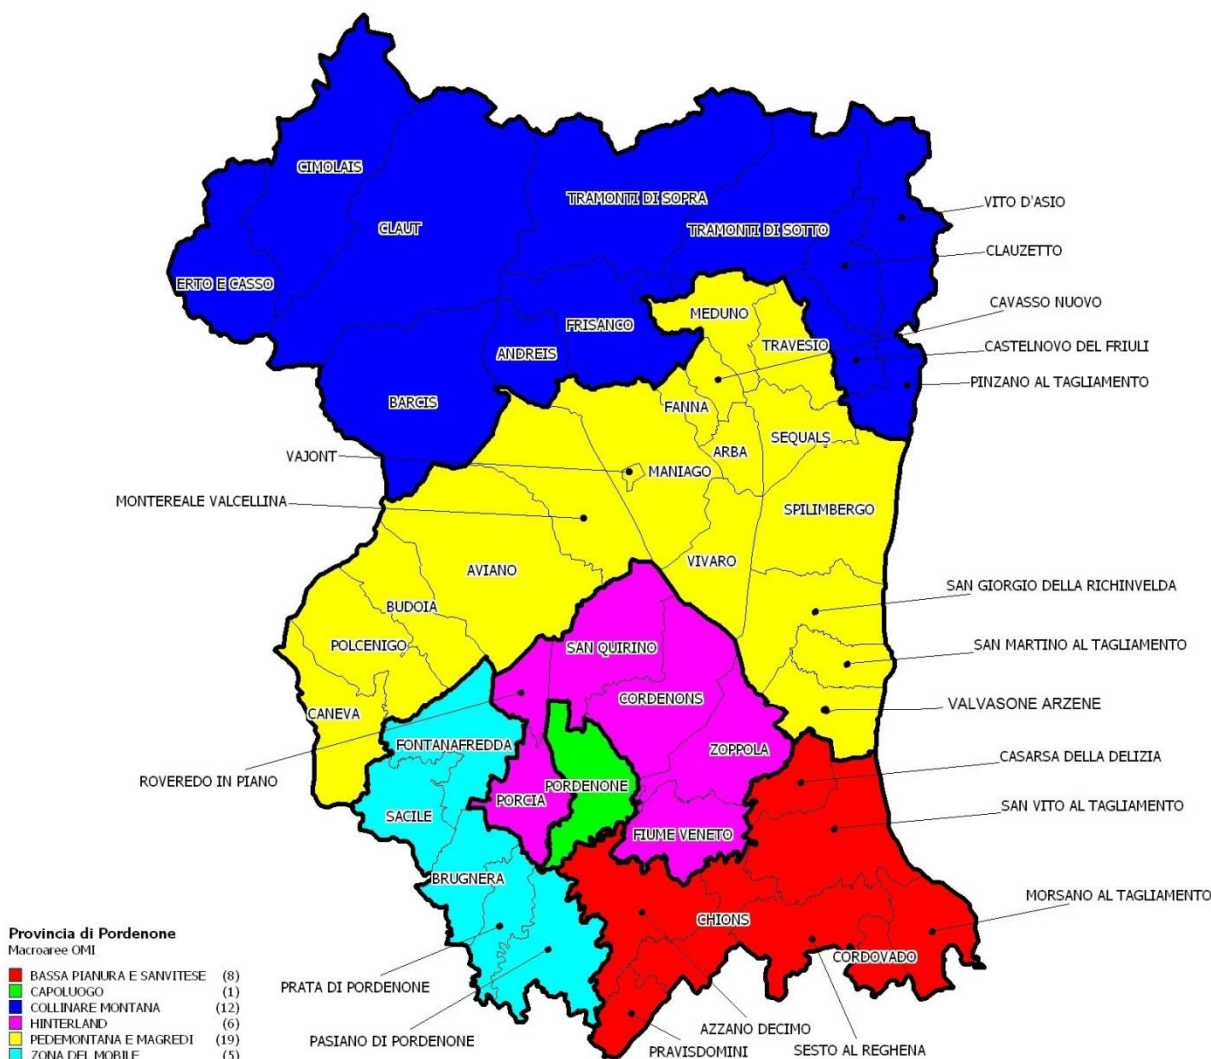 CIMOLAIS
TRAMONTI DI SOPRA
VITO D'ASIO
CLAUT
TRAMONTI DI SOTTO
CLAUZETTO
ERTO E CASSO
CAVASSO NUOVO
MEDUNO
FRISANCO
TRAVESIO
CASTELNOVO DEL FRIULI
ANDREIS
PINZANO AL TAGLIAMENTO
BARCIS
FANNA
SEQUALS
ARBA
VAJONT
MANIAGO
MONTEREALE VALCELLINA
SPILIMBERGO
VIVARO
AVIANO
SAN GIORGIO DELLA RICHINVELDA
BUDOIA
POLCENIGO
SAN QUIRINO
SAN MARTINO AL TAGLIAMENTO
CORDENONS
VALVASONE ARZENE
CANEVA
FONTANAFREDDA
ZOPPOLA
CASARSA DELLA DELIZIA
ROVEREDO IN PIANO
PORDENONE
PORCIA
SAN VITO AL TAGLIAMENTO
SACILE
FIUME VENETO
BRUGNERA
MORSANO AL TAGLIAMENTO
CHIONS
CORDOVADO
PRATA DI PORDENONE
AZZANO DECIMO
PASIANO DI PORDENONE
PRAVISDOMINI
SESTO AL REGHENA
Provincia di Pordenone
Macroaree OMI
BASSA PIANURA E SANVITESE (8)
CAPOLUOGO (1)
COLLINARE MONTANA (12)
HINTERLAND (6)
PEDEMONTANA E MAGREDI (19)
ZONA DEL MOBILE (5)